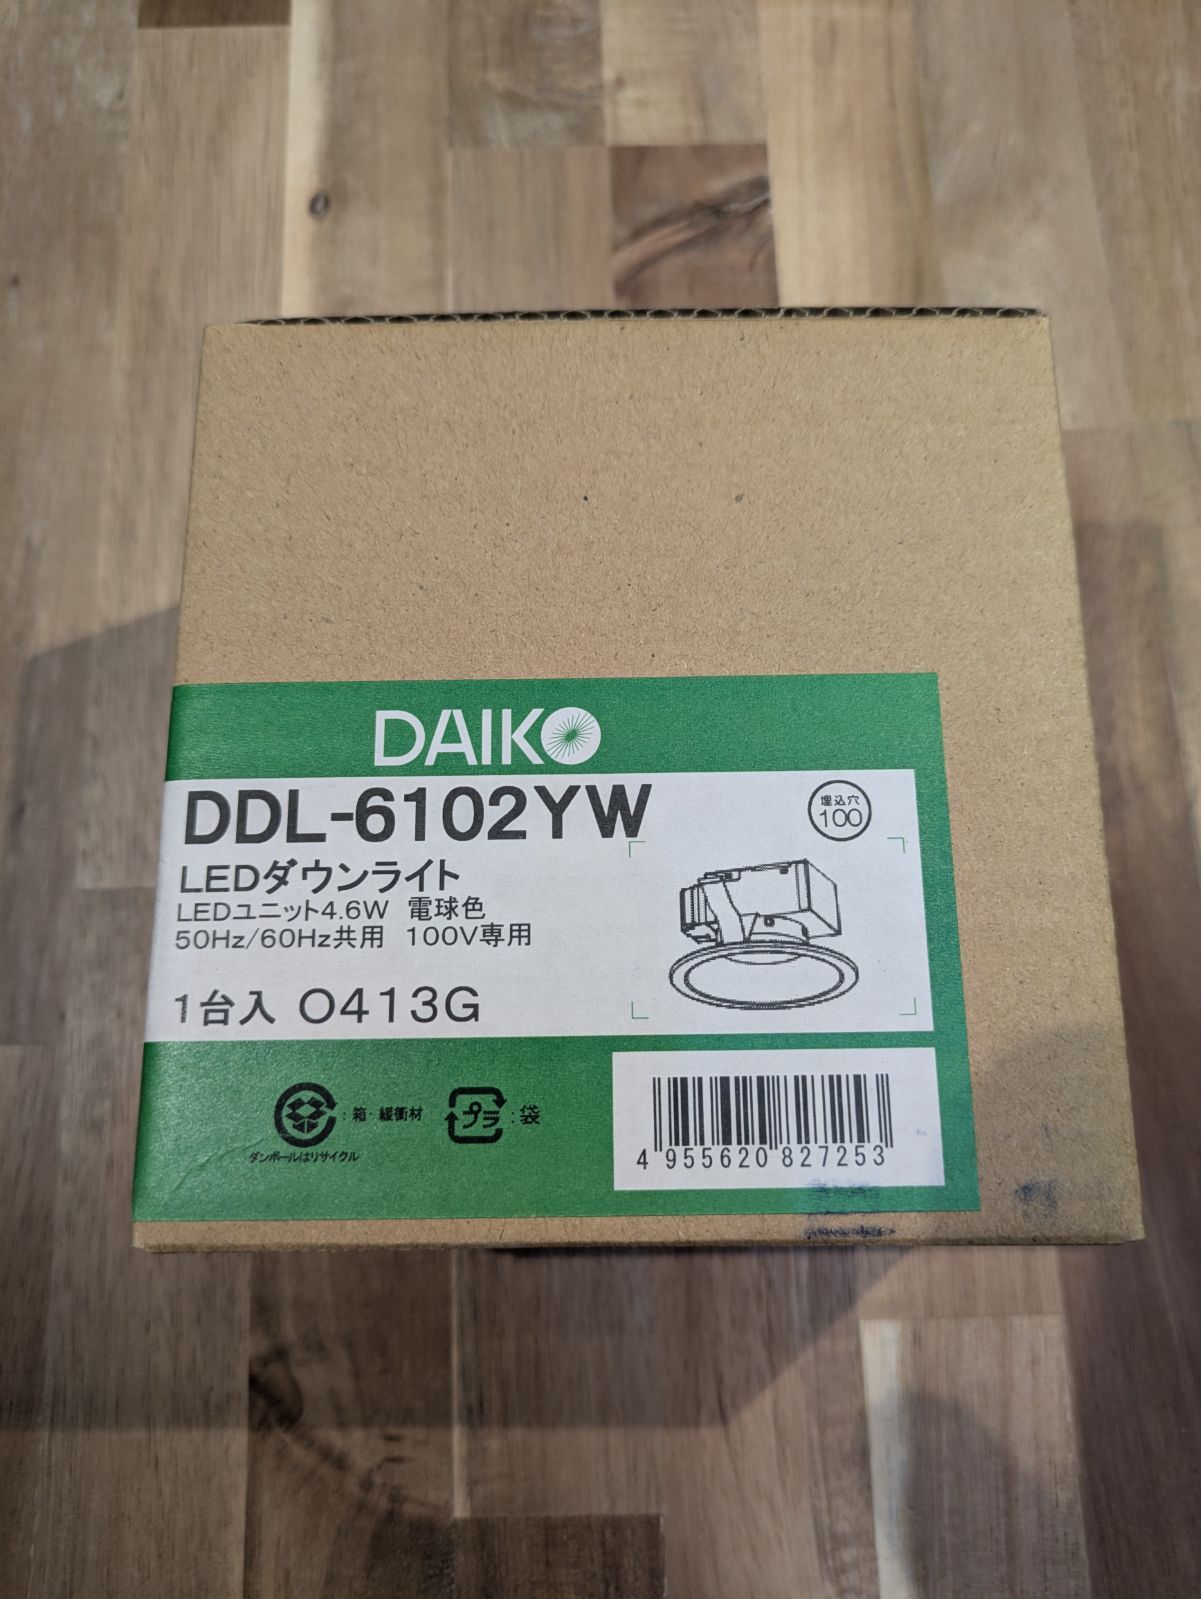 DAIKO
DDL-6102YW
埋込穴
100
LEDダウンライト
LEDユニット4.6W 電球色
50Hz/60Hz共用 100V専用
1台入 O413G
:箱・緩衝材
プラ:袋
ダンボールはリサイクル
4 955620 827253